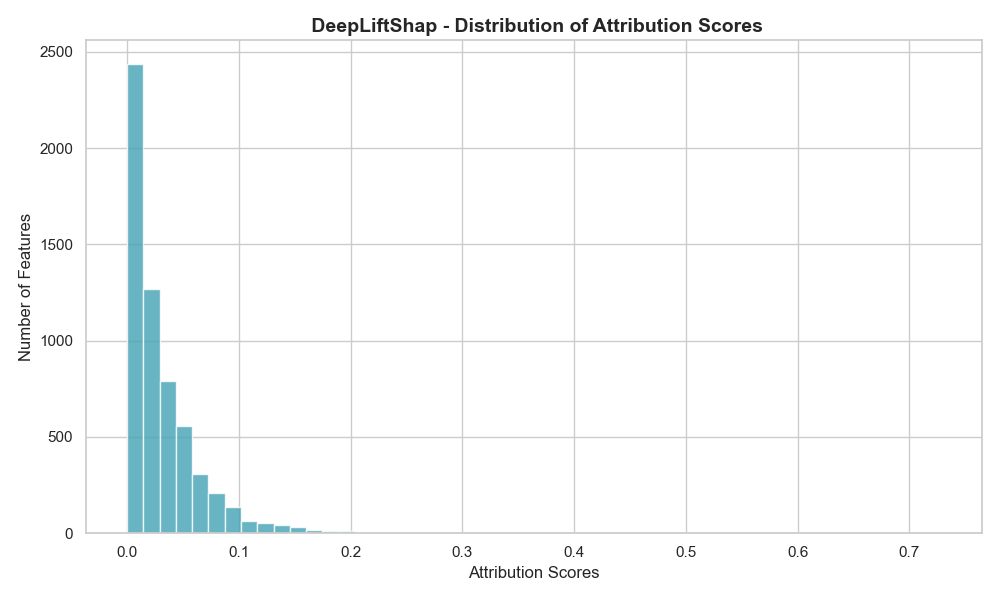 DeepLiftShap - Distribution of Attribution Scores
2500
2000
1500
1000
500
0
Number of Features
0.0 0.1 0.2 0.3 0.4 0.5 0.6 0.7
Attribution Scores